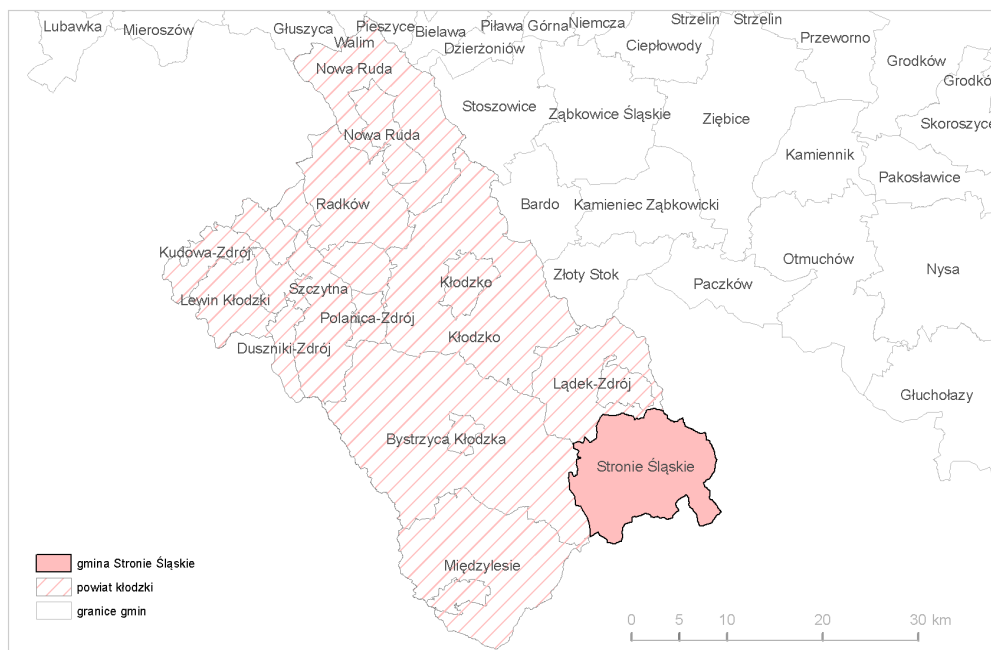 Lubawka
Mieroszów
Głuszyca
Pieszyce
Walim
Bielawa
Piława Górna
Niemcza
Strzelin
Strzelin
Dzierżoniów
Ciepłowody
Przeworno
Grodków
Grodkó
Nowa Ruda
Stoszowice
Ząbkowice Śląskie
Ziębice
Skoroszyce
Nowa Ruda
Kamiennik
Pakosławice
Radków
Bardo
Kamieniec Ząbkowicki
Kudowa-Zdrój
Otmuchów
Nysa
Kłodzko
Złoty Stok
Paczków
Szczytna
Lewin Kłodzki
Polanica-Zdrój
Kłodzko
Duszniki-Zdrój
Lądek-Zdrój
Głuchołazy
Bystrzyca Kłodzka
Stronie Śląskie
Międzylesie
gmina Stronie Śląskie
powiat kłodzki
granice gmin
0 5 10 20 30 km